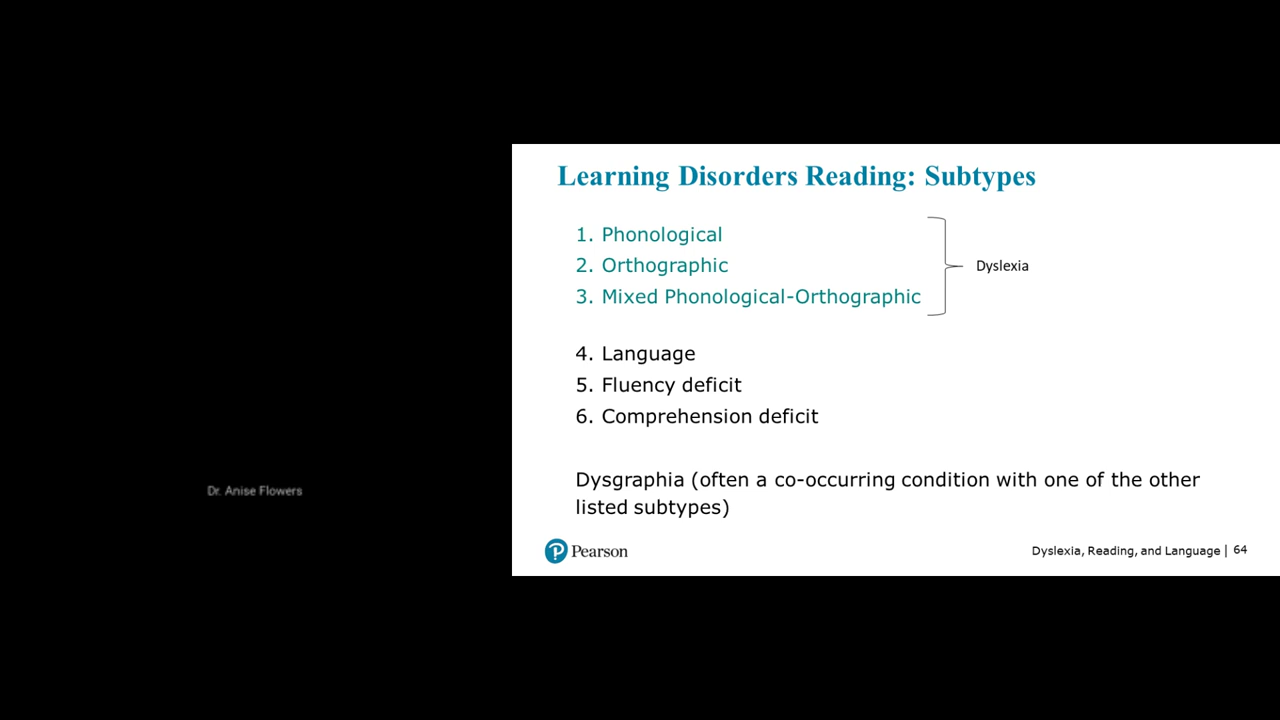 Learning Disorders Reading: Subtypes
1. Phonological
2. Orthographic
3. Mixed Phonological-Orthographic
Dyslexia
4. Language
5. Fluency deficit
6. Comprehension deficit
Dysgraphia (often a co-occurring condition with one of the other
listed subtypes)
Dr. Anise Flowers
Pearson
Dyslexia, Reading, and Language | 64